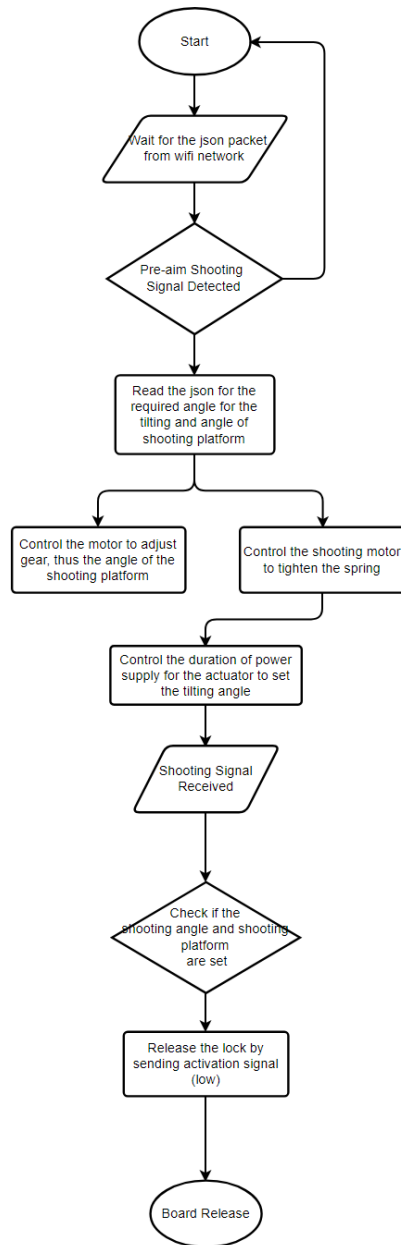 Start
Wait for the json packet
from wifi network
Pre-aim Shooting
Signal Detected
Read the json for the
required angle for the
tilting and angle of
shooting platform
Control the motor to adjust
gear, thus the angle of the
shooting platform
Control the shooting motor
to tighten the spring
Control the duration of power
supply for the actuator to set
the tilting angle
Shooting Signal
Received
Check if the
shooting angle and shooting
platform
are set
Release the lock by
sending activation signal
(low)
Board Release